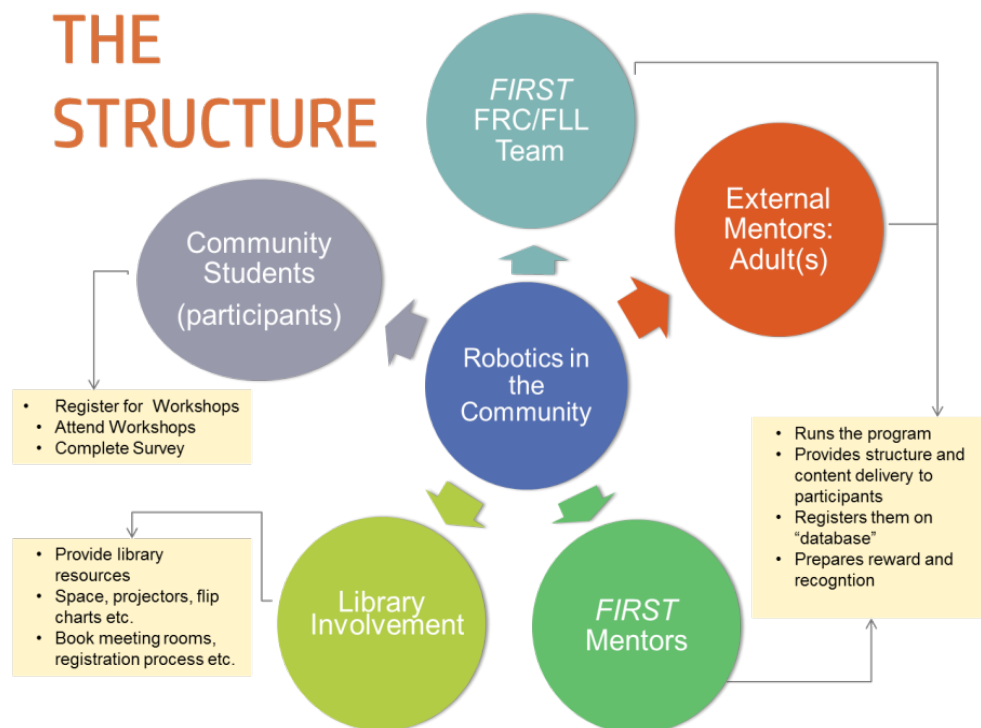 THE
STRUCTURE
FIRST
FRC/FLL
Team
External
Mentors:
Adult(s)
Community
Students
(participants)
Robotics in
the
Community
• Register for Workshops
• Attend Workshops
• Complete Survey
• Runs the program
• Provides structure and
content delivery to
participants
• Registers them on
“database”
• Prepares reward and
recogntion
• Provide library
resources
• Space, projectors, flip
charts etc.
• Book meeting rooms,
registration process etc.
Library
Involvement
FIRST
Mentors